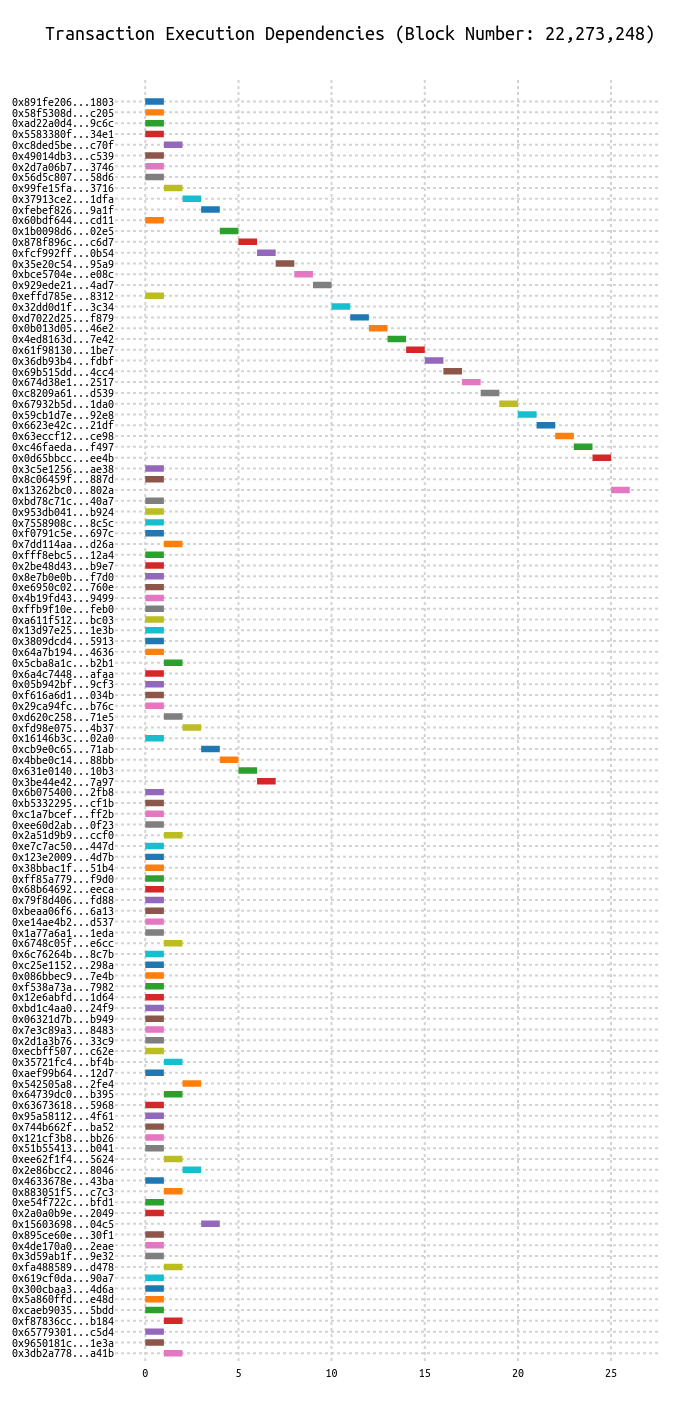 Transaction Execution Dependencies (Block Number: 22,273,248)
0x891fe206...1803
0x58f5308d...c205
0xad22a0d4...9c6c
0x5583380f...34e1
0xc8ded5be...c70f
0x49014db3...c539
0x2d7a06b7...3746
0x56d5c807...58d6
0x99fe15fa...3716
0x37913ce2...1dfa
0xfebef826...9a1f
0x60bdf644...cd11
0x1b0098d6...02e5
0x878f896c...c6d7
0xfcf992ff...0b54
0x35e20c54...95a9
0xbce5704e...e08c
0x929ede21...4ad7
0xeffd785e...8312
0x32dd0d1f...3c34
0xd7022d25...f879
0x0b013d05...46e2
0x4ed8163d...7e42
0x61f98130...1be7
0x36db93b4...fdbf
0x69b515dd...4cc4
0x674d38e1...2517
0xc8209a61...d539
0x67932b5d...1da0
0x59cb1d7e...92e8
0x6623e42c...21df
0x63eccf12...ce98
0xc46faeda...f497
0x0d65bbcc...ee4b
0x3c5e1256...ae38
0x8c06459f...887d
0x13262bc0...802a
0xbd78c71c...40a7
0x953db041...b924
0x7558908c...8c5c
0xf0791c5e...697c
0x7dd114aa...d26a
0xfff8ebc5...12a4
0x2be48d43...b9e7
0x8e7b0e0b...f7d0
0xe6950c02...760e
0x4b19fd43...9499
0xffb9f10e...feb0
0xa611f512...bc03
0x13d97e25...1e3b
0x3809dcd4...5913
0x64a7b194...4636
0x5cba8a1c...b2b1
0x6a4c7448...afaa
0x05b942bf...9cf3
0xf616a6d1...034b
0x29ca94fc...b76c
0xd620c258...71e5
0xfd98e075...4b37
0x16146b3c...02a0
0xcb9e0c65...71ab
0x4bbe0c14...88bb
0x631e0140...10b3
0x3be44e42...7a97
0x6b075400...2fb8
0xb5332295...cf1b
0xc1a7bcef...ff2b
0xee60d2ab...0f23
0x2a51d9b9...ccf0
0xe7c7ac50...447d
0x123e2009...4d7b
0x38bbac1f...51b4
0xff85a779...f9d0
0x68b64692...eeca
0x79f8d406...fd88
0xbeaa06f6...6a13
0xe14ae4b2...d537
0x1a77a6a1...1eda
0x6748c05f...e6cc
0x6c76264b...8c7b
0xc25e1152...298a
0x086bbec9...7e4b
0xf538a73a...7982
0x12e6abfd...1d64
0xbd1c4aa0...24f9
0x06321d7b...b949
0x7e3c89a3...8483
0x2d1a3b76...33c9
0xecbff507...c62e
0x35721fc4...bf4b
0xaef99b64...12d7
0x542505a8...2fe4
0x64739dc0...b395
0x63673618...5968
0x95a58112...4f61
0x744b662f...ba52
0x121cf3b8...bb26
0x51b55413...b041
0xee62f1f4...5624
0x2e86bcc2...8046
0x4633678e...43ba
0x883051f5...c7c3
0xe54f722c...bfd1
0x2a0a0b9e...2049
0x15603698...04c5
0x895ce60e...30f1
0x4de170a0...2eae
0x3d59ab1f...9e32
0xfa488589...d478
0x619cf0da...90a7
0x300cbaa3...4d6a
0x5a860ffd...e48d
0xcaeb9035...5bdd
0xf87836cc...b184
0x65779301...c5d4
0x9650181c...1e3a
0x3db2a778...a41b
0 5 10 15 20 25